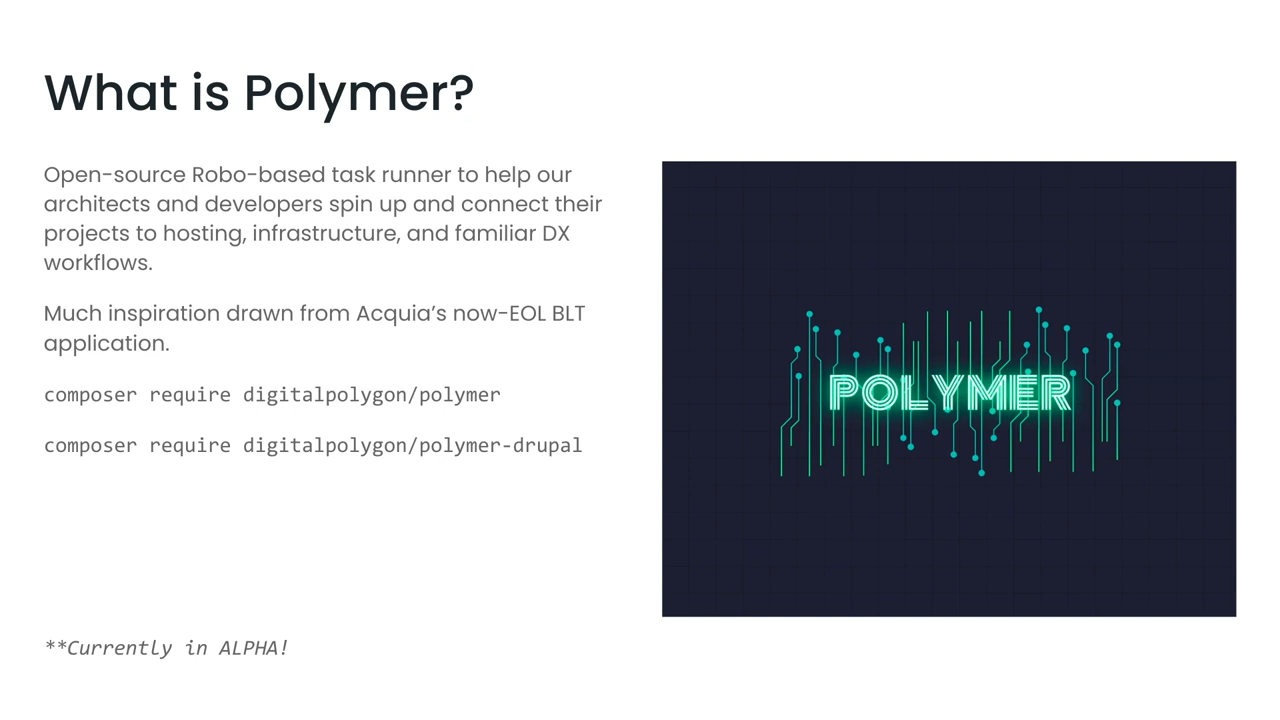 What is Polymer?
Open-source Robo-based task runner to help our
architects and developers spin up and connect their
projects to hosting, infrastructure, and familiar DX
workflows.
Much inspiration drawn from Acquia’s now-EOL BLT
application.
composer require digitalpolygon/polymer
composer require digitalpolygon/polymer-drupal
POLYMER
**Currently in ALPHA!